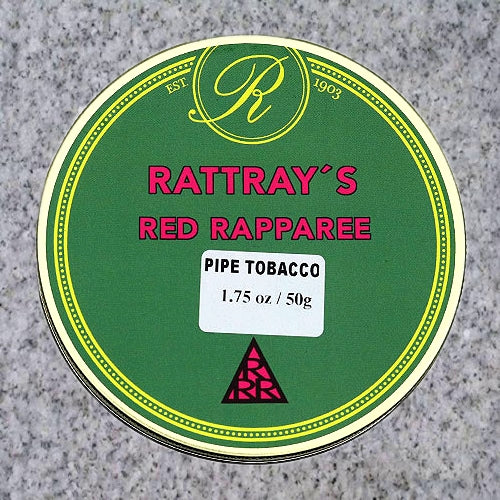 R
EST. 1903
RATTRAY´S
RED RAPPAREE
PIPE TOBACCO
1.75 oz / 50g
R
R
RRR